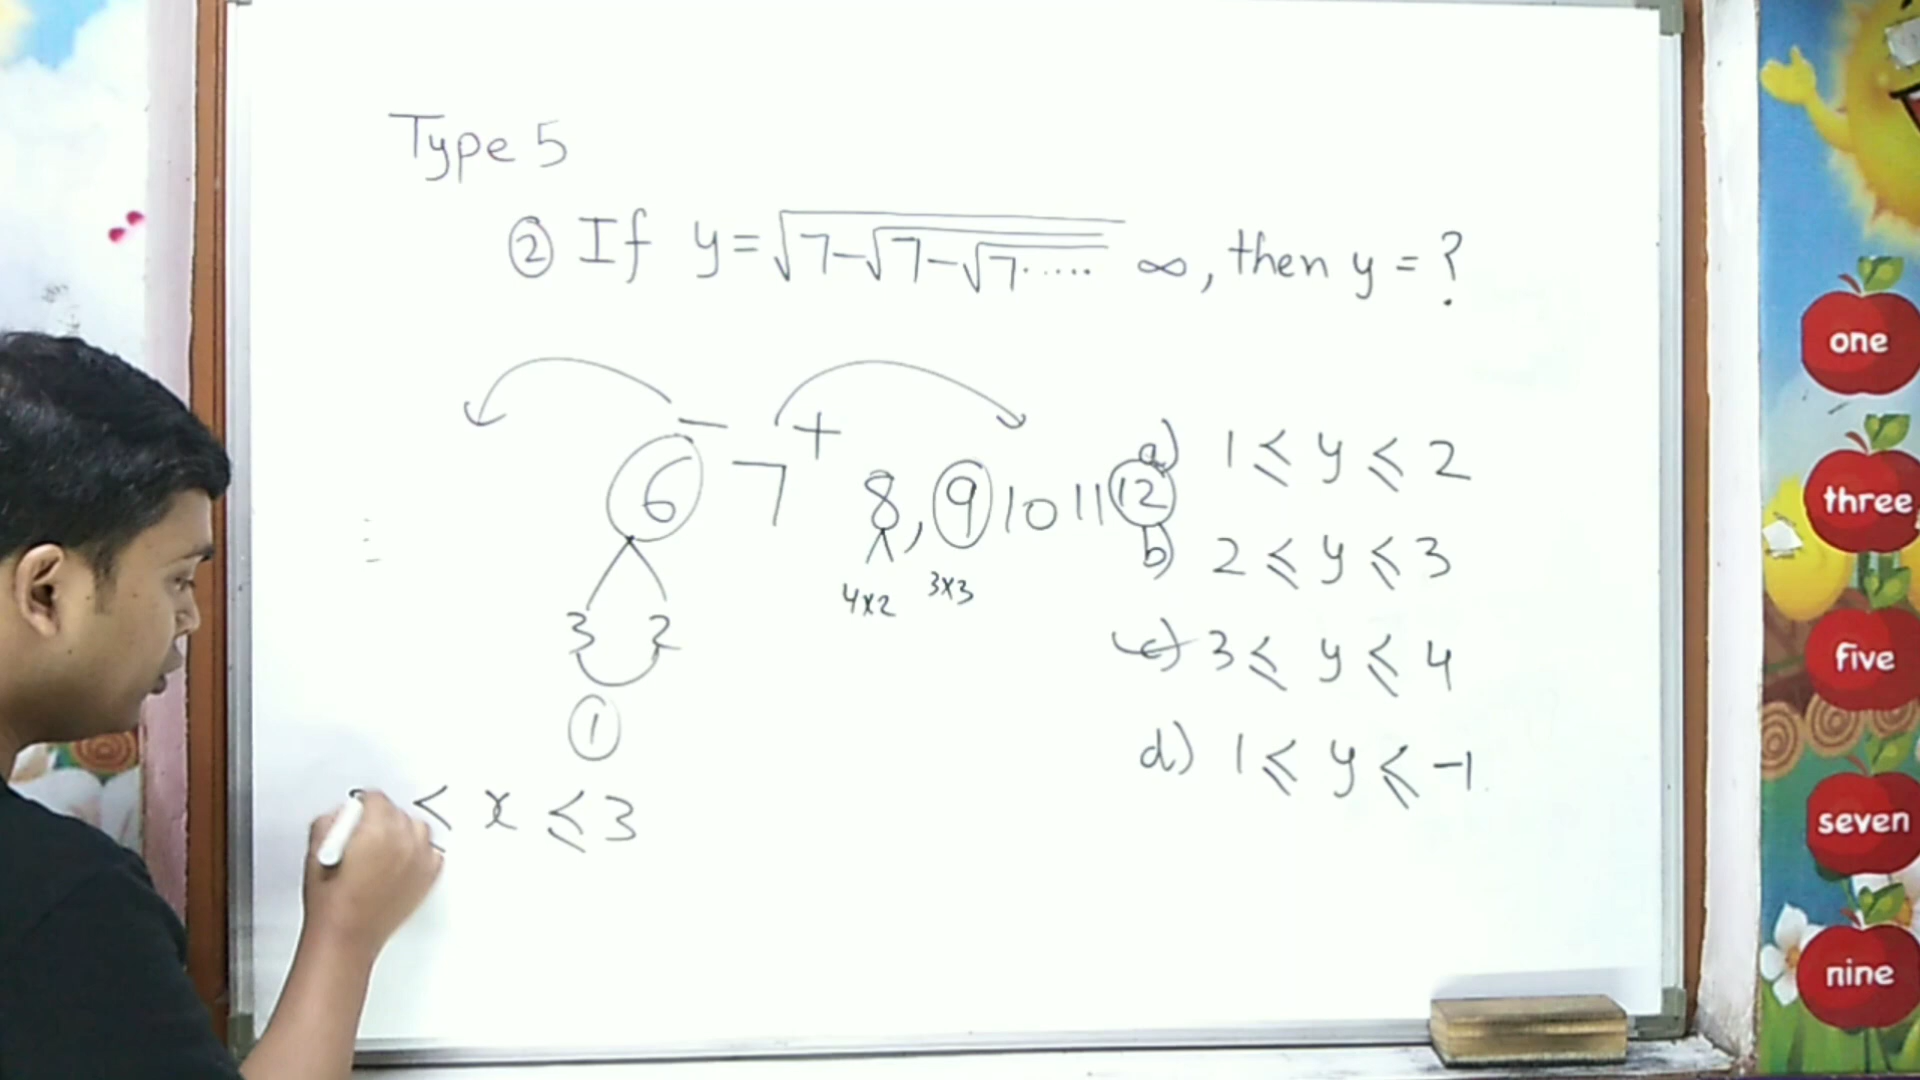 Type 5
② If y = √7-√7-√7..... ∞, then y = ?
− +
6 7 8, 9 10 11 12
4x2 3x3
3 2
1
≤ x ≤ 3
a) 1 ≤ y ≤ 2
b) 2 ≤ y ≤ 3
c) 3 ≤ y ≤ 4
d) 1 ≤ y ≤ -1
one
three
five
seven
nine